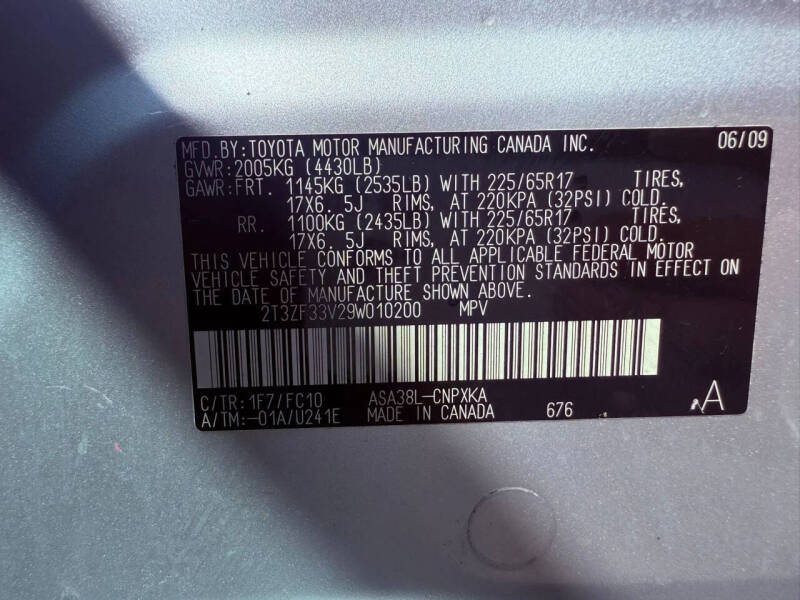 MFD.BY:TOYOTA MOTOR MANUFACTURING CANADA INC. 06/09
GVWR:2005KG (4430LB)
GAWR:FRT. 1145KG (2535LB) WITH 225/65R17 TIRES,
17X6.5J RIMS, AT 220KPA (32PSI) COLD.
RR. 1100KG (2435LB) WITH 225/65R17 TIRES,
17X6.5J RIMS, AT 220KPA (32PSI) COLD.
THIS VEHICLE CONFORMS TO ALL APPLICABLE FEDERAL MOTOR
VEHICLE SAFETY AND THEFT PREVENTION STANDARDS IN EFFECT ON
THE DATE OF MANUFACTURE SHOWN ABOVE.
2T3ZF33V29W010200 MPV
C/TR:1F7/FC10 ASA38L-CNPXKA
A/TM:-01A/U241E MADE IN CANADA 676 A